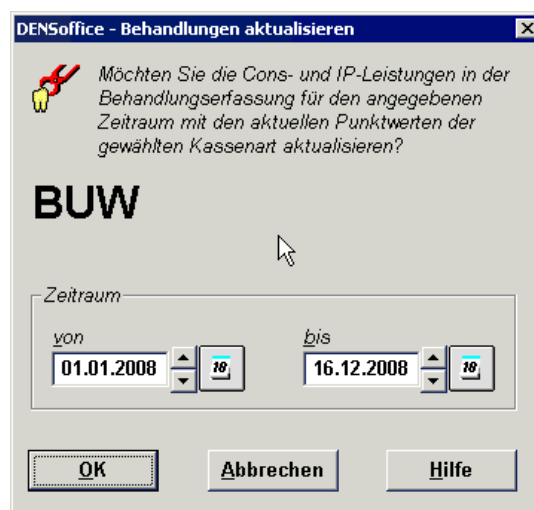 DENSoffice - Behandlungen aktualisieren
Möchten Sie die Cons- und IP-Leistungen in der
Behandlungserfassung für den angegebenen
Zeitraum mit den aktuellen Punktwerten der
gewählten Kassenart aktualisieren?
BUW
Zeitraum
von bis
01.01.2008 18 16.12.2008 18
OK Abbrechen Hilfe